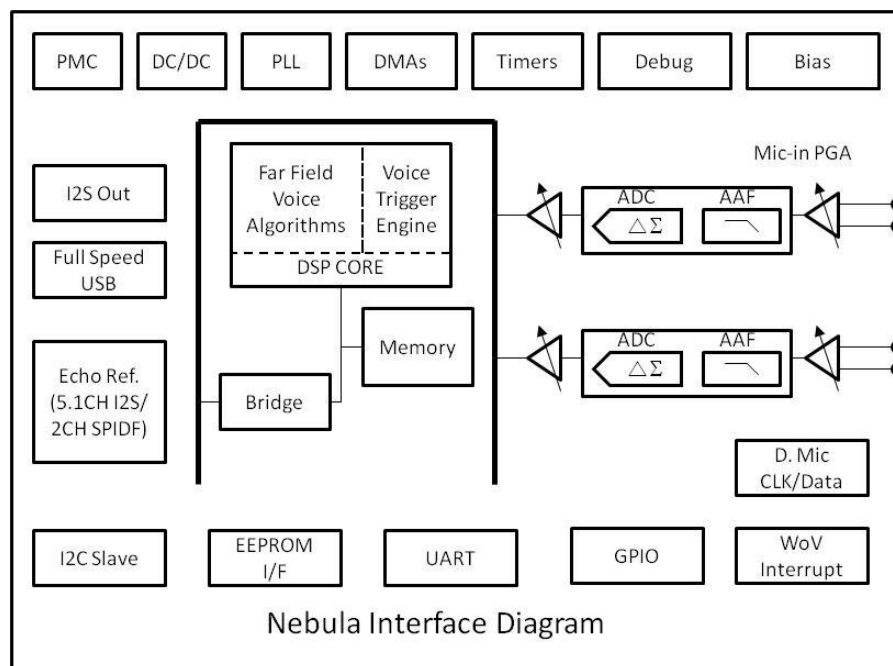 PMC
DC/DC
PLL
DMAs
Timers
Debug
Bias
Mic-in PGA
I2S Out
Full Speed
USB
Echo Ref.
(5.1CH I2S/
2CH SPIDF)
Far Field
Voice
Algorithms
Voice
Trigger
Engine
DSP CORE
Memory
Bridge
ADC
AAF
△Σ
ADC
AAF
△Σ
D. Mic
CLK/Data
I2C Slave
EEPROM
I/F
UART
GPIO
WoV
Interrupt
Nebula Interface Diagram